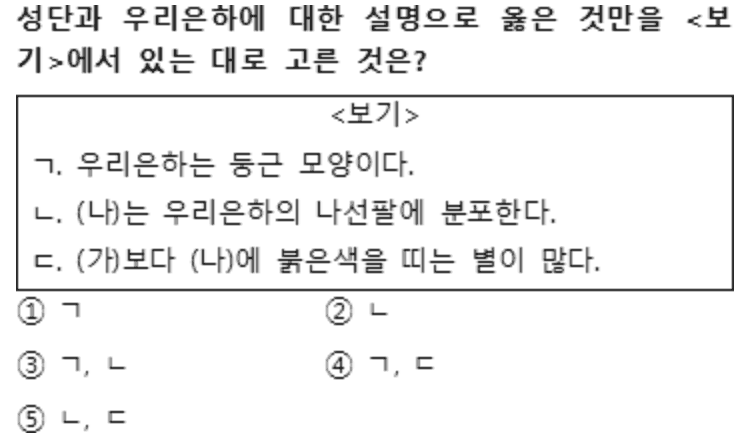 성단과 우리은하에 대한 설명으로 옳은 것만을 <보
기>에서 있는 대로 고른 것은?
<보기>
ㄱ. 우리은하는 둥근 모양이다.
ㄴ. (나)는 우리은하의 나선팔에 분포한다.
ㄷ. (가)보다 (나)에 붉은색을 띠는 별이 많다.
① ㄱ ② ㄴ
③ ㄱ, ㄴ ④ ㄱ, ㄷ
⑤ ㄴ, ㄷ